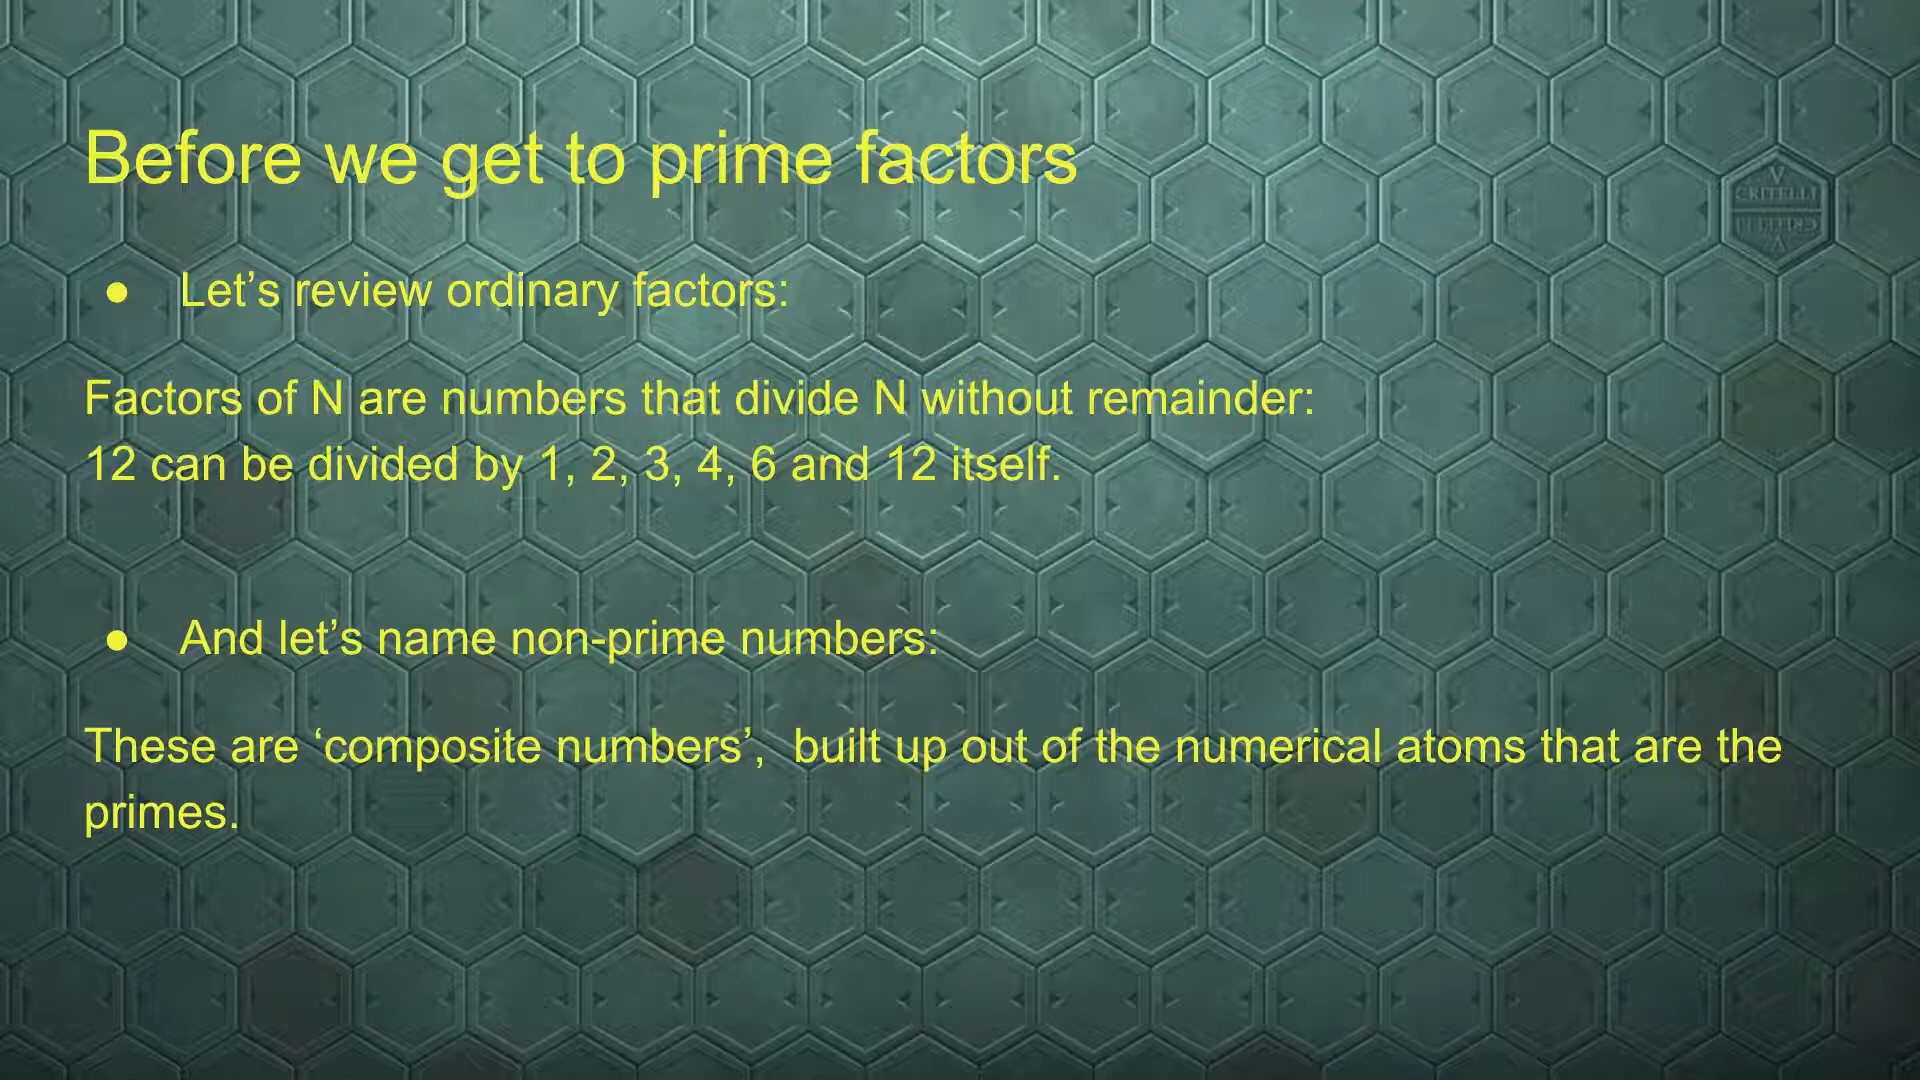 Before we get to prime factors
V
CRITELLI
● Let’s review ordinary factors:
Factors of N are numbers that divide N without remainder:
12 can be divided by 1, 2, 3, 4, 6 and 12 itself.
● And let’s name non-prime numbers:
These are ‘composite numbers’,  built up out of the numerical atoms that are the
primes.